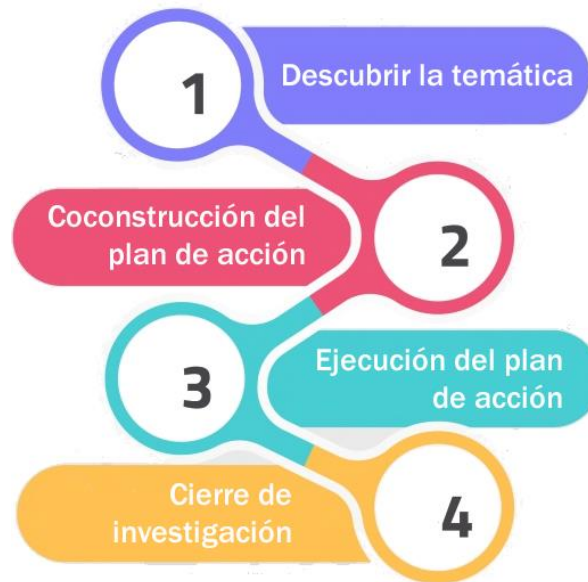 1
Descubrir la temática
Coconstrucción del
plan de acción
2
3
Ejecución del plan
de acción
Cierre de
investigación
4